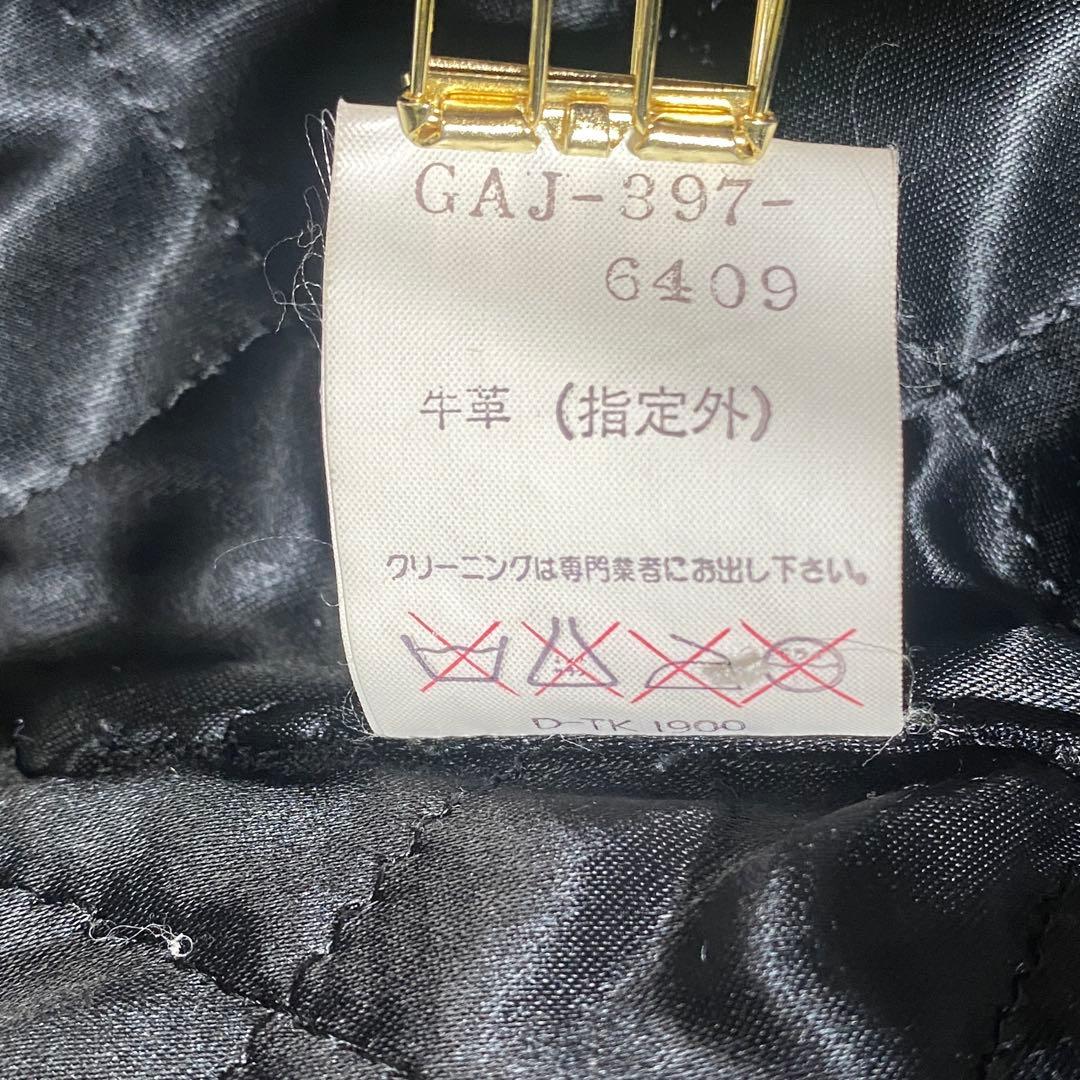 GAJ-397-
6409
牛革 (指定外)
クリーニングは専門業者にお出し下さい。
D-TK 1900